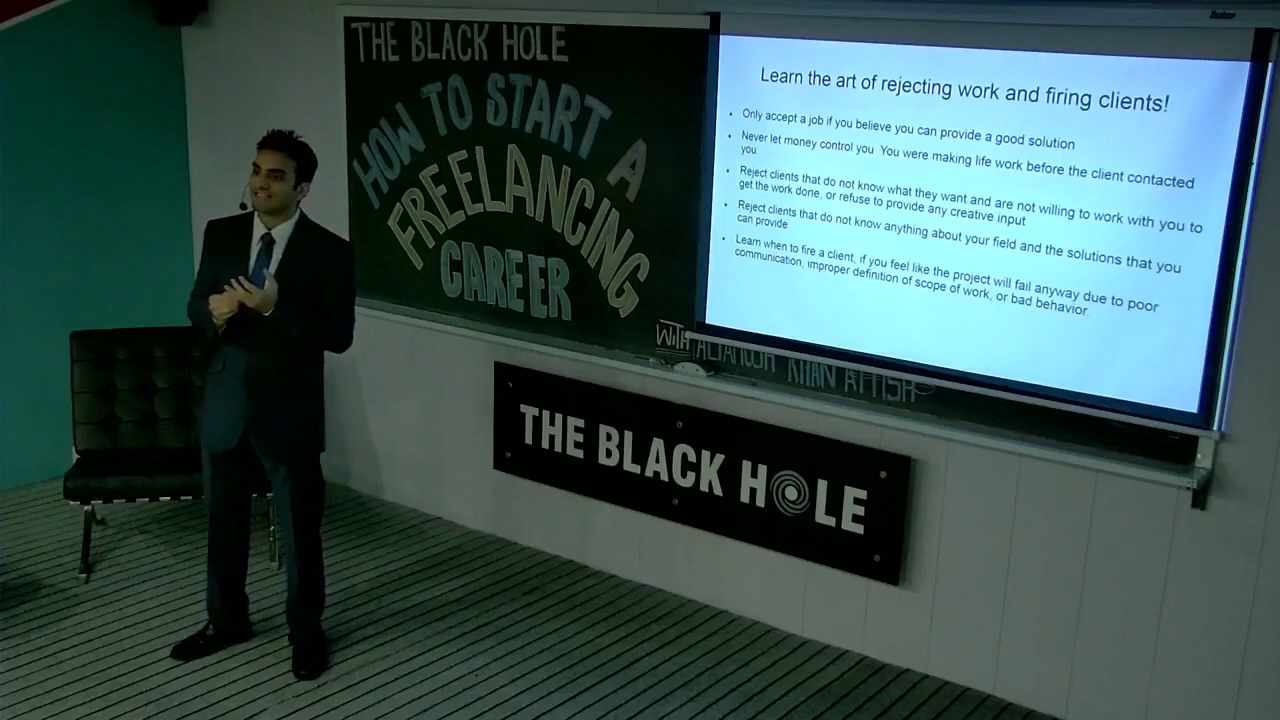 THE BLACK HOLE
HOW TO START A
FREELANCING
CAREER
WITH ALTAMUSH KHAN ATTISH
Learn the art of rejecting work and firing clients!
• Only accept a job if you believe you can provide a good solution
• Never let money control you. You were making life work before the client contacted
you.
• Reject clients that do not know what they want and are not willing to work with you to
get the work done, or refuse to provide any creative input
• Reject clients that do not know anything about your field and the solutions that you
can provide
• Learn when to fire a client, if you feel like the project will fail anyway due to poor
communication, improper definition of scope of work, or bad behavior.
THE BLACK HOLE